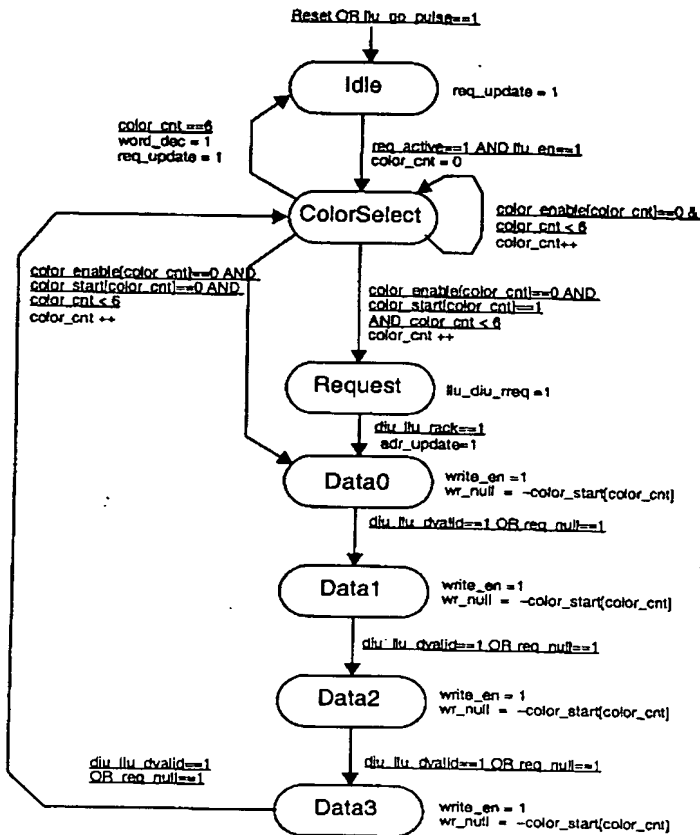 Reset OR llu_go_pulse==1
Idle
req_update = 1
color_cnt ==6
word_dec = 1
req_update = 1
req_active==1 AND llu_en==1
color_cnt = 0
ColorSelect
color_enable[color_cnt]==0 &
color_cnt < 6
color_cnt++
color_enable[color_cnt]==0 AND
color_start[color_cnt]==0 AND
color_cnt < 6
color_cnt ++
color_enable[color_cnt]==0 AND
color_start[color_cnt]==1
AND color_cnt < 6
color_cnt ++
Request
llu_diu_rreq =1
diu_llu_rack==1
adr_update=1
Data0
write_en =1
wr_null = ~color_start[color_cnt]
diu_llu_dvalid==1 OR req_null==1
Data1
write_en =1
wr_null = ~color_start[color_cnt]
diu_llu_dvalid==1 OR req_null==1
Data2
write_en = 1
wr_null = ~color_start[color_cnt]
diu_llu_dvalid==1
OR req_null==1
diu_llu_dvalid==1 OR req_null==1
Data3
write_en = 1
wr_null = ~color_start[color_cnt]